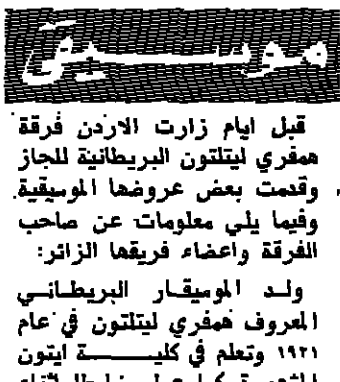 موسيقى
قبل ايام زارت الاردن فرقة
همفري ليتلتون البريطانية للجاز
وقدمت بعض عروضها الموسيقية.
وفيما يلي معلومات عن صاحب
الفرقة واعضاء فريقها الزائر:
ولد الموسيقار البريطاني
المعروف همفري ليتلتون في عام
١٩٢١ وتعلم في كلية ايتون